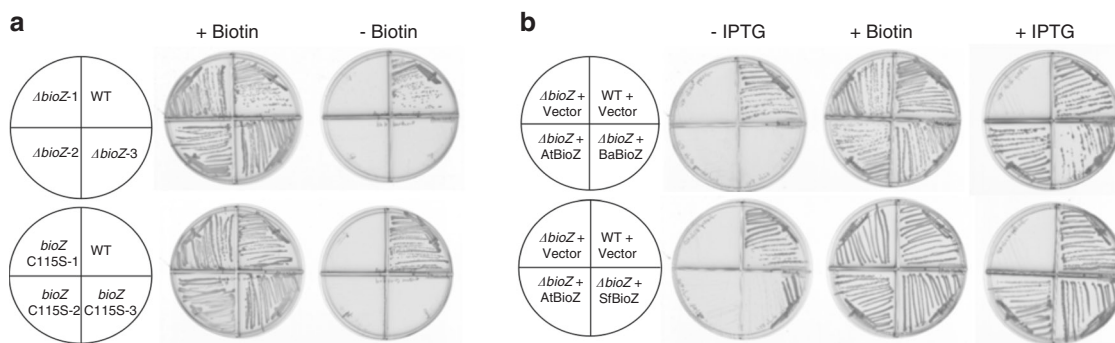 a
+ Biotin
- Biotin
ΔbioZ-1
WT
ΔbioZ-2
ΔbioZ-3
bioZ
C115S-1
WT
bioZ
C115S-2
bioZ
C115S-3
b
- IPTG
+ Biotin
+ IPTG
ΔbioZ +
Vector
WT +
Vector
ΔbioZ +
AtBioZ
ΔbioZ +
BaBioZ
ΔbioZ +
Vector
WT +
Vector
ΔbioZ +
AtBioZ
ΔbioZ +
SfBioZ